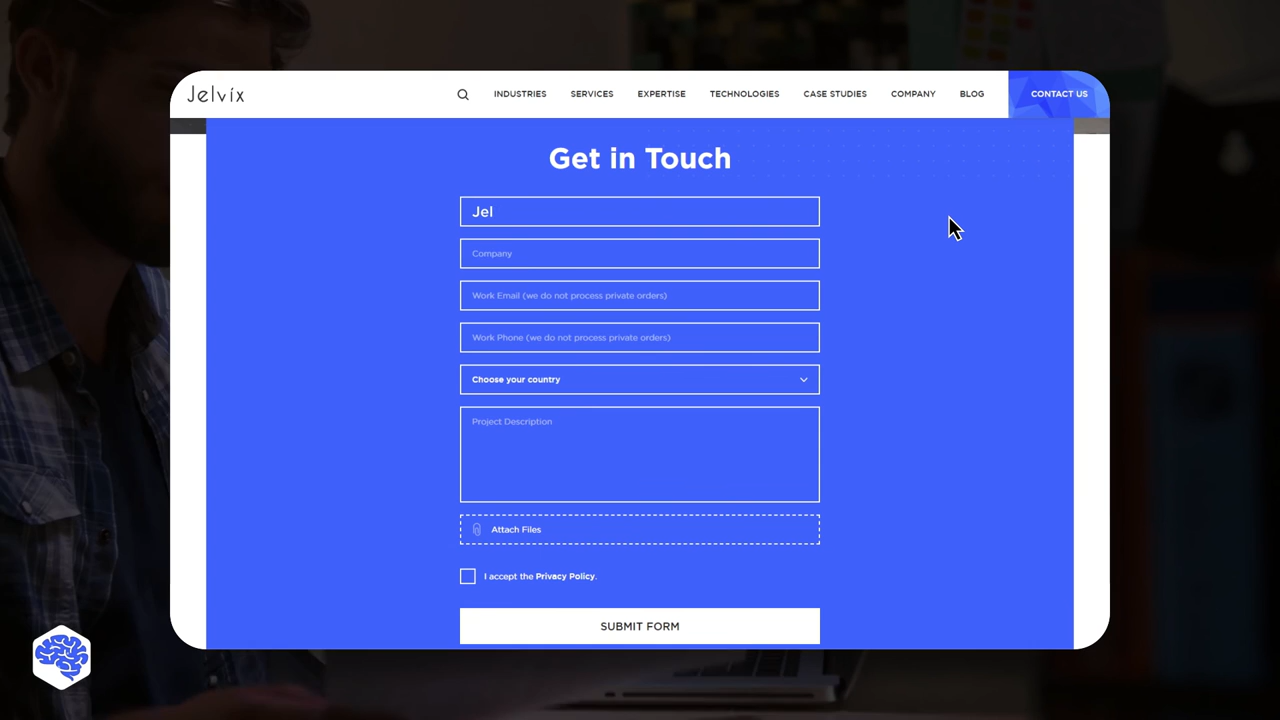 Jelvix
INDUSTRIES SERVICES EXPERTISE TECHNOLOGIES CASE STUDIES COMPANY BLOG CONTACT US
Get in Touch
Jel
Company
Work Email (we do not process private orders)
Work Phone (we do not process private orders)
Choose your country
Project Description
Attach Files
I accept the Privacy Policy.
SUBMIT FORM